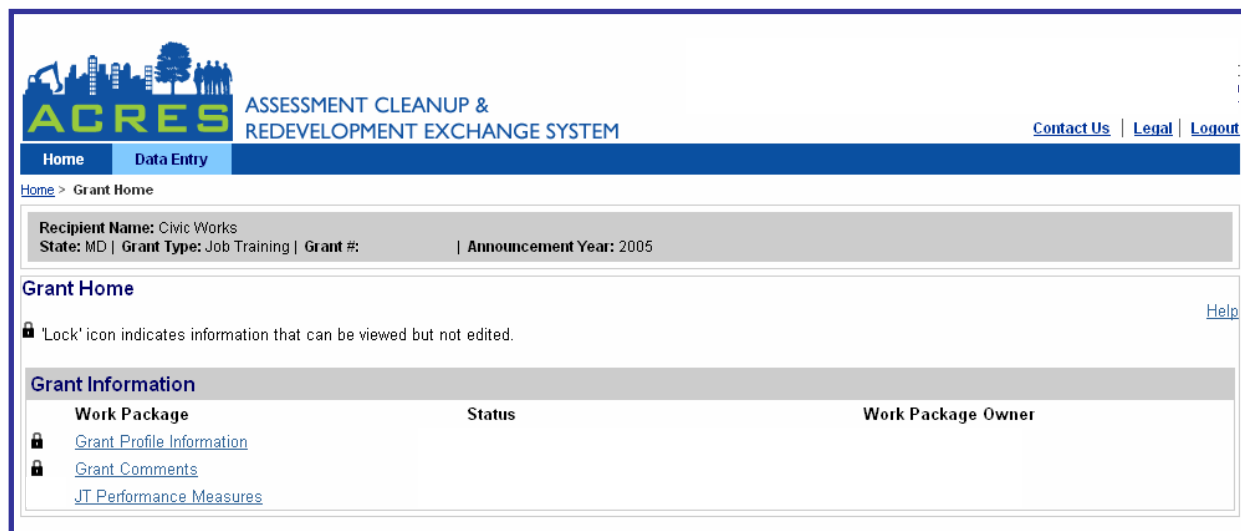 ACRES
ASSESSMENT CLEANUP &
REDEVELOPMENT EXCHANGE SYSTEM
Contact Us | Legal | Logout
Home Data Entry
Home > Grant Home
Recipient Name: Civic Works
State: MD | Grant Type: Job Training | Grant #: | Announcement Year: 2005
Grant Home
Help
'Lock' icon indicates information that can be viewed but not edited.
Grant Information
Work Package Status Work Package Owner
Grant Profile Information
Grant Comments
JT Performance Measures